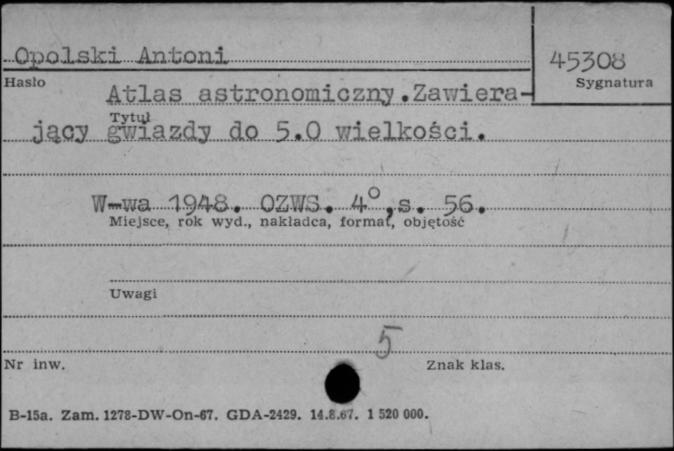 Opolski Antoni
45308
Hasło
Sygnatura
Atlas astronomiczny.Zawiera-
Tytuł
jący gwiazdy do 5.0 wielkości.
W-wa 1948. OZWS. 4°,s. 56.
Miejsce, rok wyd., nakładca, format, objętość
Uwagi
5
Nr inw.
Znak klas.
B-15a. Zam. 1278-DW-On-67. GDA-2429. 14.8.67. 1 520 000.